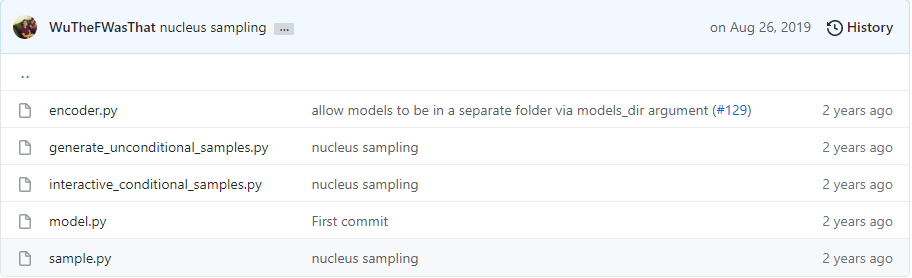 WuTheFWasThat nucleus sampling ... on Aug 26, 2019 History
..
encoder.py allow models to be in a separate folder via models_dir argument (#129) 2 years ago
generate_unconditional_samples.py nucleus sampling 2 years ago
interactive_conditional_samples.py nucleus sampling 2 years ago
model.py First commit 2 years ago
sample.py nucleus sampling 2 years ago